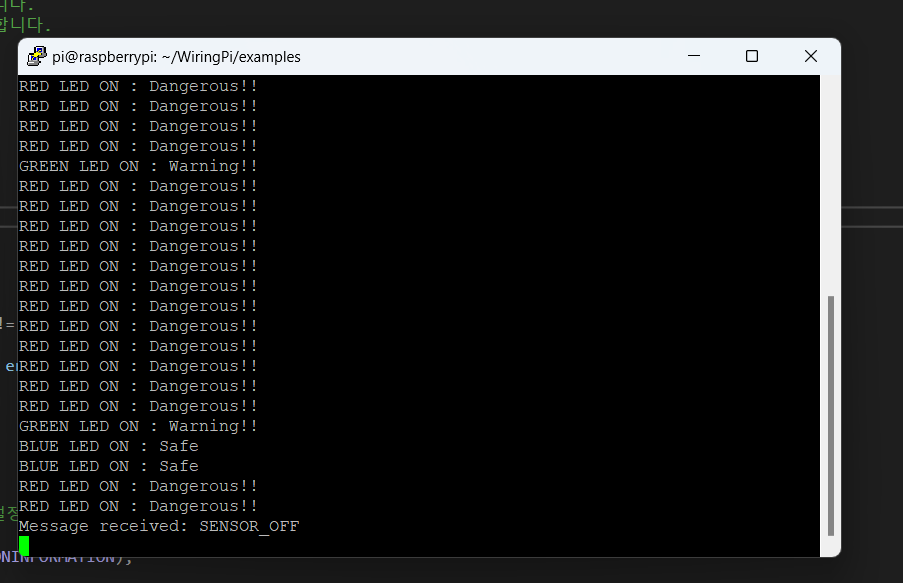 니다.
합니다.
pi@raspberrypi: ~/WiringPi/examples
RED LED ON : Dangerous!!
RED LED ON : Dangerous!!
RED LED ON : Dangerous!!
RED LED ON : Dangerous!!
GREEN LED ON : Warning!!
RED LED ON : Dangerous!!
RED LED ON : Dangerous!!
RED LED ON : Dangerous!!
RED LED ON : Dangerous!!
RED LED ON : Dangerous!!
RED LED ON : Dangerous!!
RED LED ON : Dangerous!!
!=
RED LED ON : Dangerous!!
RED LED ON : Dangerous!!
RED LED ON : Dangerous!!
RED LED ON : Dangerous!!
RED LED ON : Dangerous!!
GREEN LED ON : Warning!!
BLUE LED ON : Safe
BLUE LED ON : Safe
RED LED ON : Dangerous!!
RED LED ON : Dangerous!!
Message received: SENSOR_OFF